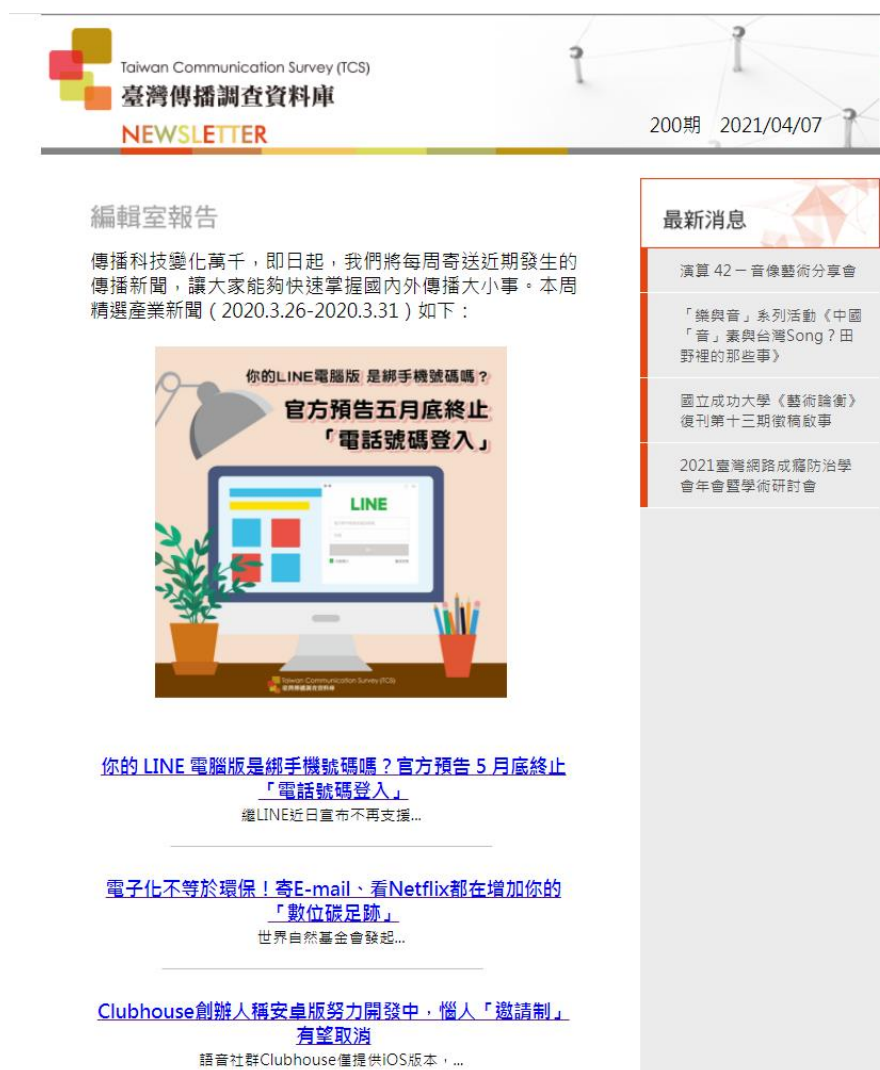 Taiwan Communication Survey (TCS)
臺灣傳播調查資料庫
NEWSLETTER
200期 2021/04/07
編輯室報告
傳播科技變化萬千，即日起，我們將每周寄送近期發生的
傳播新聞，讓大家能夠快速掌握國內外傳播大小事。本周
精選產業新聞（2020.3.26-2020.3.31）如下：
你的LINE電腦版 是綁手機號碼嗎？
官方預告五月底終止
「電話號碼登入」
LINE
Taiwan Communication Survey (TCS)
臺灣傳播調查資料庫
你的 LINE 電腦版是綁手機號碼嗎？官方預告 5 月底終止
「電話號碼登入」
繼LINE近日宣布不再支援...
電子化不等於環保！寄E-mail、看Netflix都在增加你的
「數位碳足跡」
世界自然基金會發起...
Clubhouse創辦人稱安卓版努力開發中，惱人「邀請制」
有望取消
語音社群Clubhouse僅提供iOS版本，...
最新消息
演算 42－音像藝術分享會
「樂與音」系列活動《中國
「音」素與台灣Song？田
野裡的那些事》
國立成功大學《藝術論衡》
復刊第十三期徵稿啟事
2021臺灣網路成癮防治學
會年會暨學術研討會